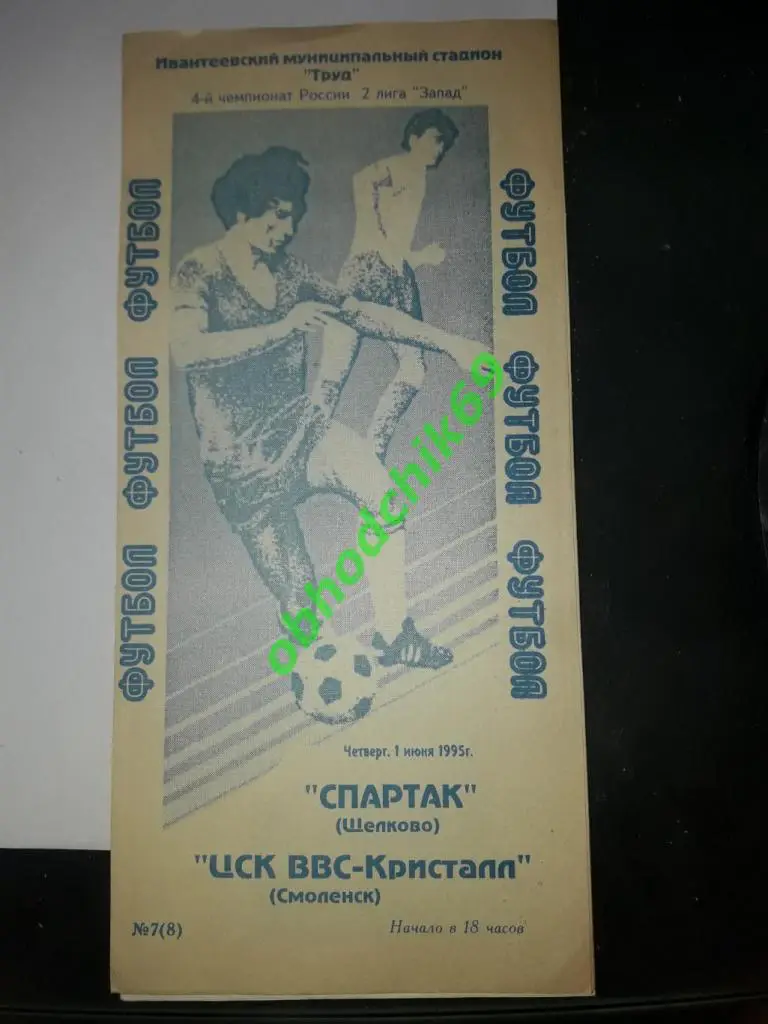 Ивантеевский муниципальный стадион
"Труд"
4-й чемпионат России 2 лига "Запад"
ФУТБОЛ ФУТБОЛ ФУТБОЛ
ФУТБОЛ ФУТБОЛ ФУТБОЛ
obhodchik69
Четверг. 1 июня 1995г.
"СПАРТАК"
(Щелково)
"ЦСК ВВС-Кристалл"
(Смоленск)
№7(8)
Начало в 18 часов